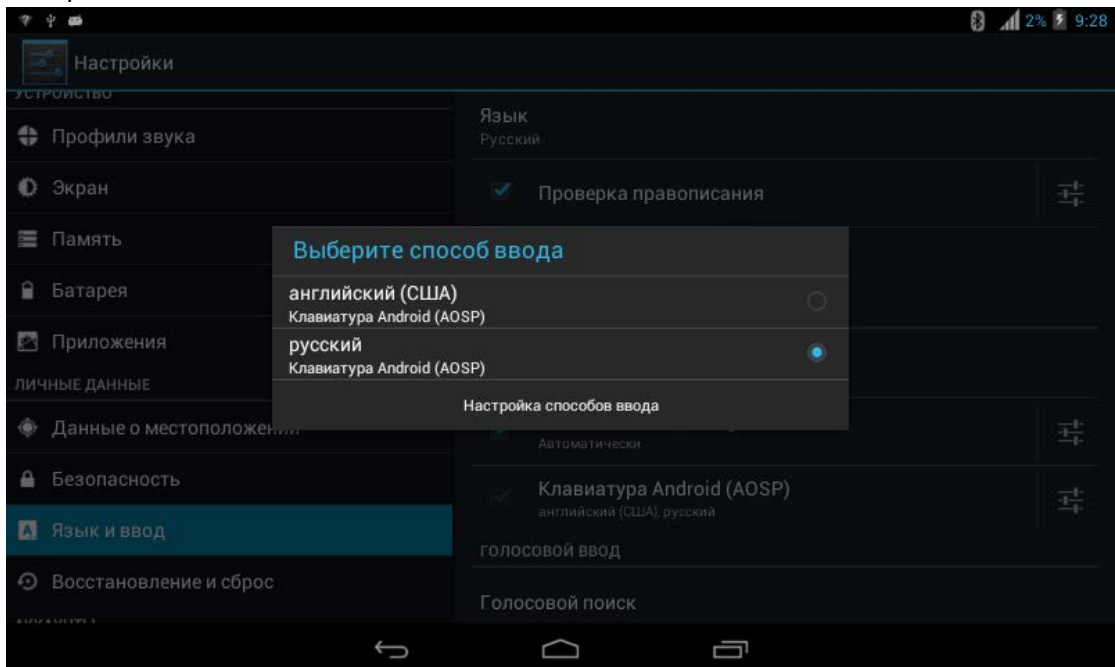 2% 9:28
Настройки
УСТРОЙСТВО
Профили звука
Экран
Память
Батарея
Приложения
ЛИЧНЫЕ ДАННЫЕ
Данные о местоположении
Безопасность
Язык и ввод
Восстановление и сброс
АККАУНТЫ
Язык
Русский
Проверка правописания
Выберите способ ввода
английский (США)
Клавиатура Android (AOSP)
русский
Клавиатура Android (AOSP)
Настройка способов ввода
Автоматически
Клавиатура Android (AOSP)
английский (США), русский
ГОЛОСОВОЙ ВВОД
Голосовой поиск